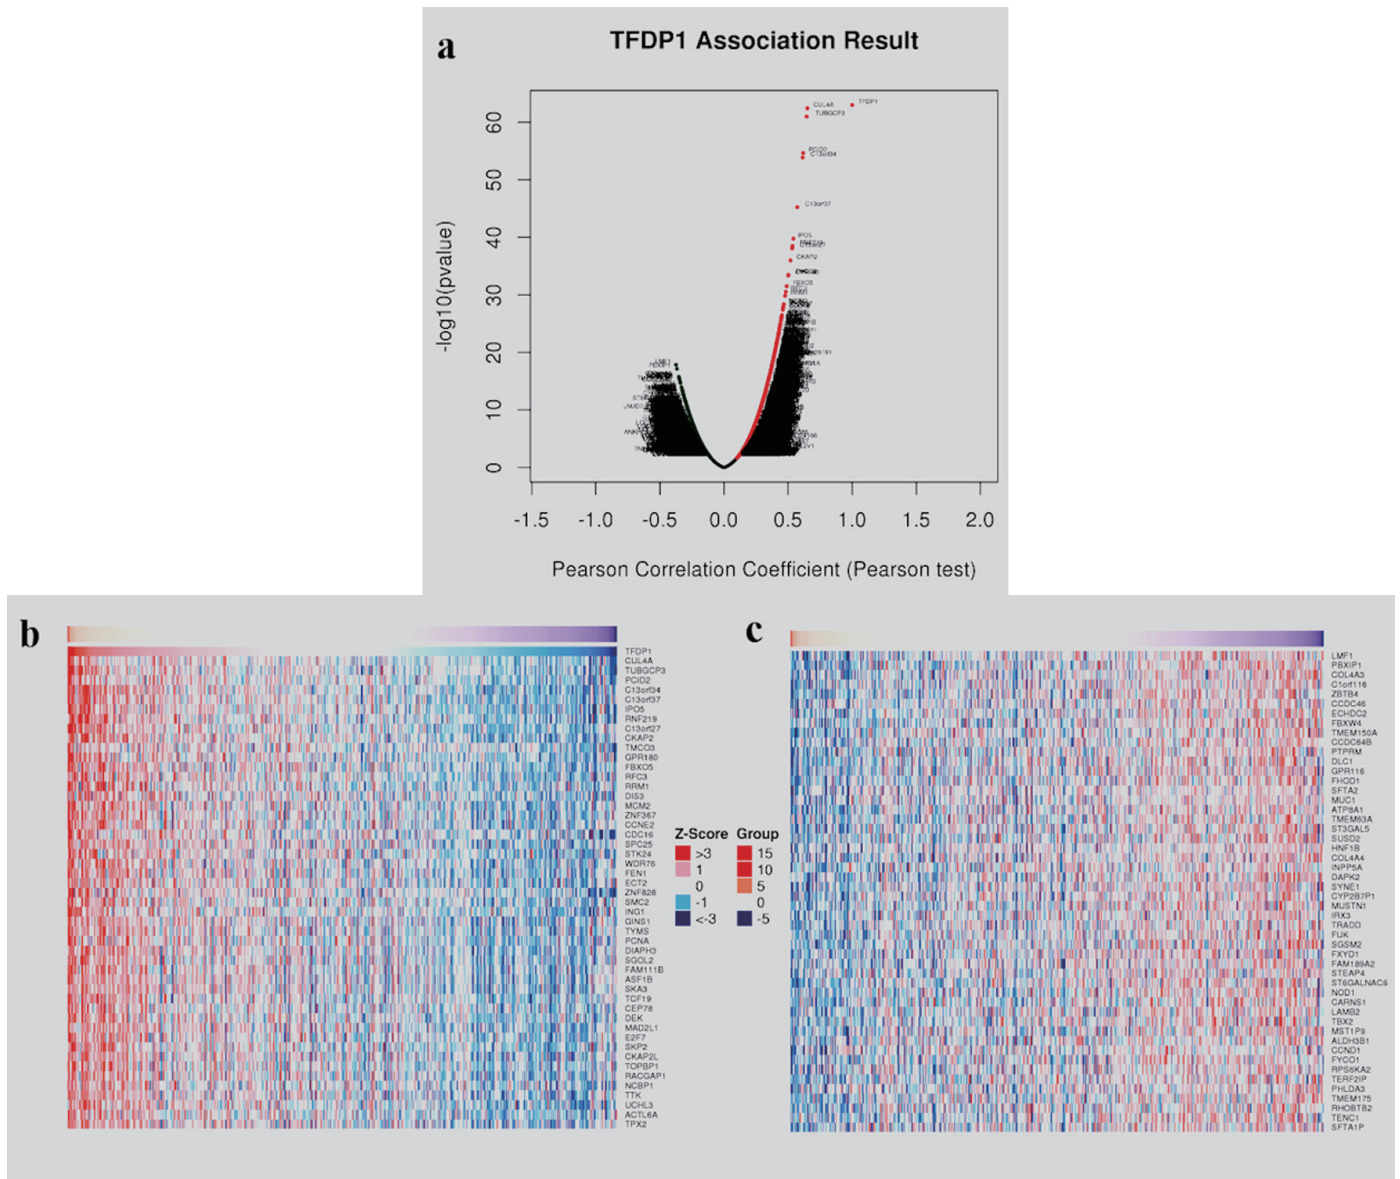 a
TFDP1 Association Result
-log10(pvalue)
60
50
40
30
20
10
0
CUL4A
TFDP1
TUBGCP3
PCID2
C13orf34
C13orf37
IPO5
CKAP2
FBXO5
LMF1
-1.5 -1.0 -0.5 0.0 0.5 1.0 1.5 2.0
Pearson Correlation Coefficient (Pearson test)
b
TFDP1
CUL4A
TUBGCP3
PCID2
C13orf34
C13orf37
IPO5
RNF219
C13orf27
CKAP2
TMCO3
GPR180
FBXO5
RFC3
RRM1
DIS3
MCM2
ZNF367
CCNE2
CDC16
SPC25
STK24
WDR76
FEN1
ECT2
ZNF828
SMC2
ING1
GINS1
TYMS
PCNA
DIAPH3
SGOL2
FAM111B
ASF1B
SKA3
TCF19
CEP78
DEK
MAD2L1
E2F7
SKP2
CKAP2L
TOPBP1
RACGAP1
NCBP1
TTK
UCHL3
ACTL6A
TPX2
Z-Score Group
>3 15
1 10
0 5
-1 0
<-3 -5
c
LMF1
PBXIP1
COL4A3
C1orf116
ZBTB4
CCDC46
ECHDC2
FBXW4
TMEM150A
CCDC64B
PTPRM
DLC1
GPR116
FHOD1
SFTA2
MUC1
ATP8A1
TMEM63A
ST3GAL5
SUSD2
HNF1B
COL4A4
INPP5A
DAPK2
SYNE1
CYP2B7P1
MUSTN1
IRX3
TRADD
FUK
SGSM2
FXYD1
FAM189A2
STEAP4
ST6GALNAC6
NOD1
CARNS1
LAMB2
TBX2
MST1P9
ALDH3B1
CCND1
FYCO1
RPS6KA2
TERF2IP
PHLDA3
TMEM175
RHOBTB2
TENC1
SFTA1P